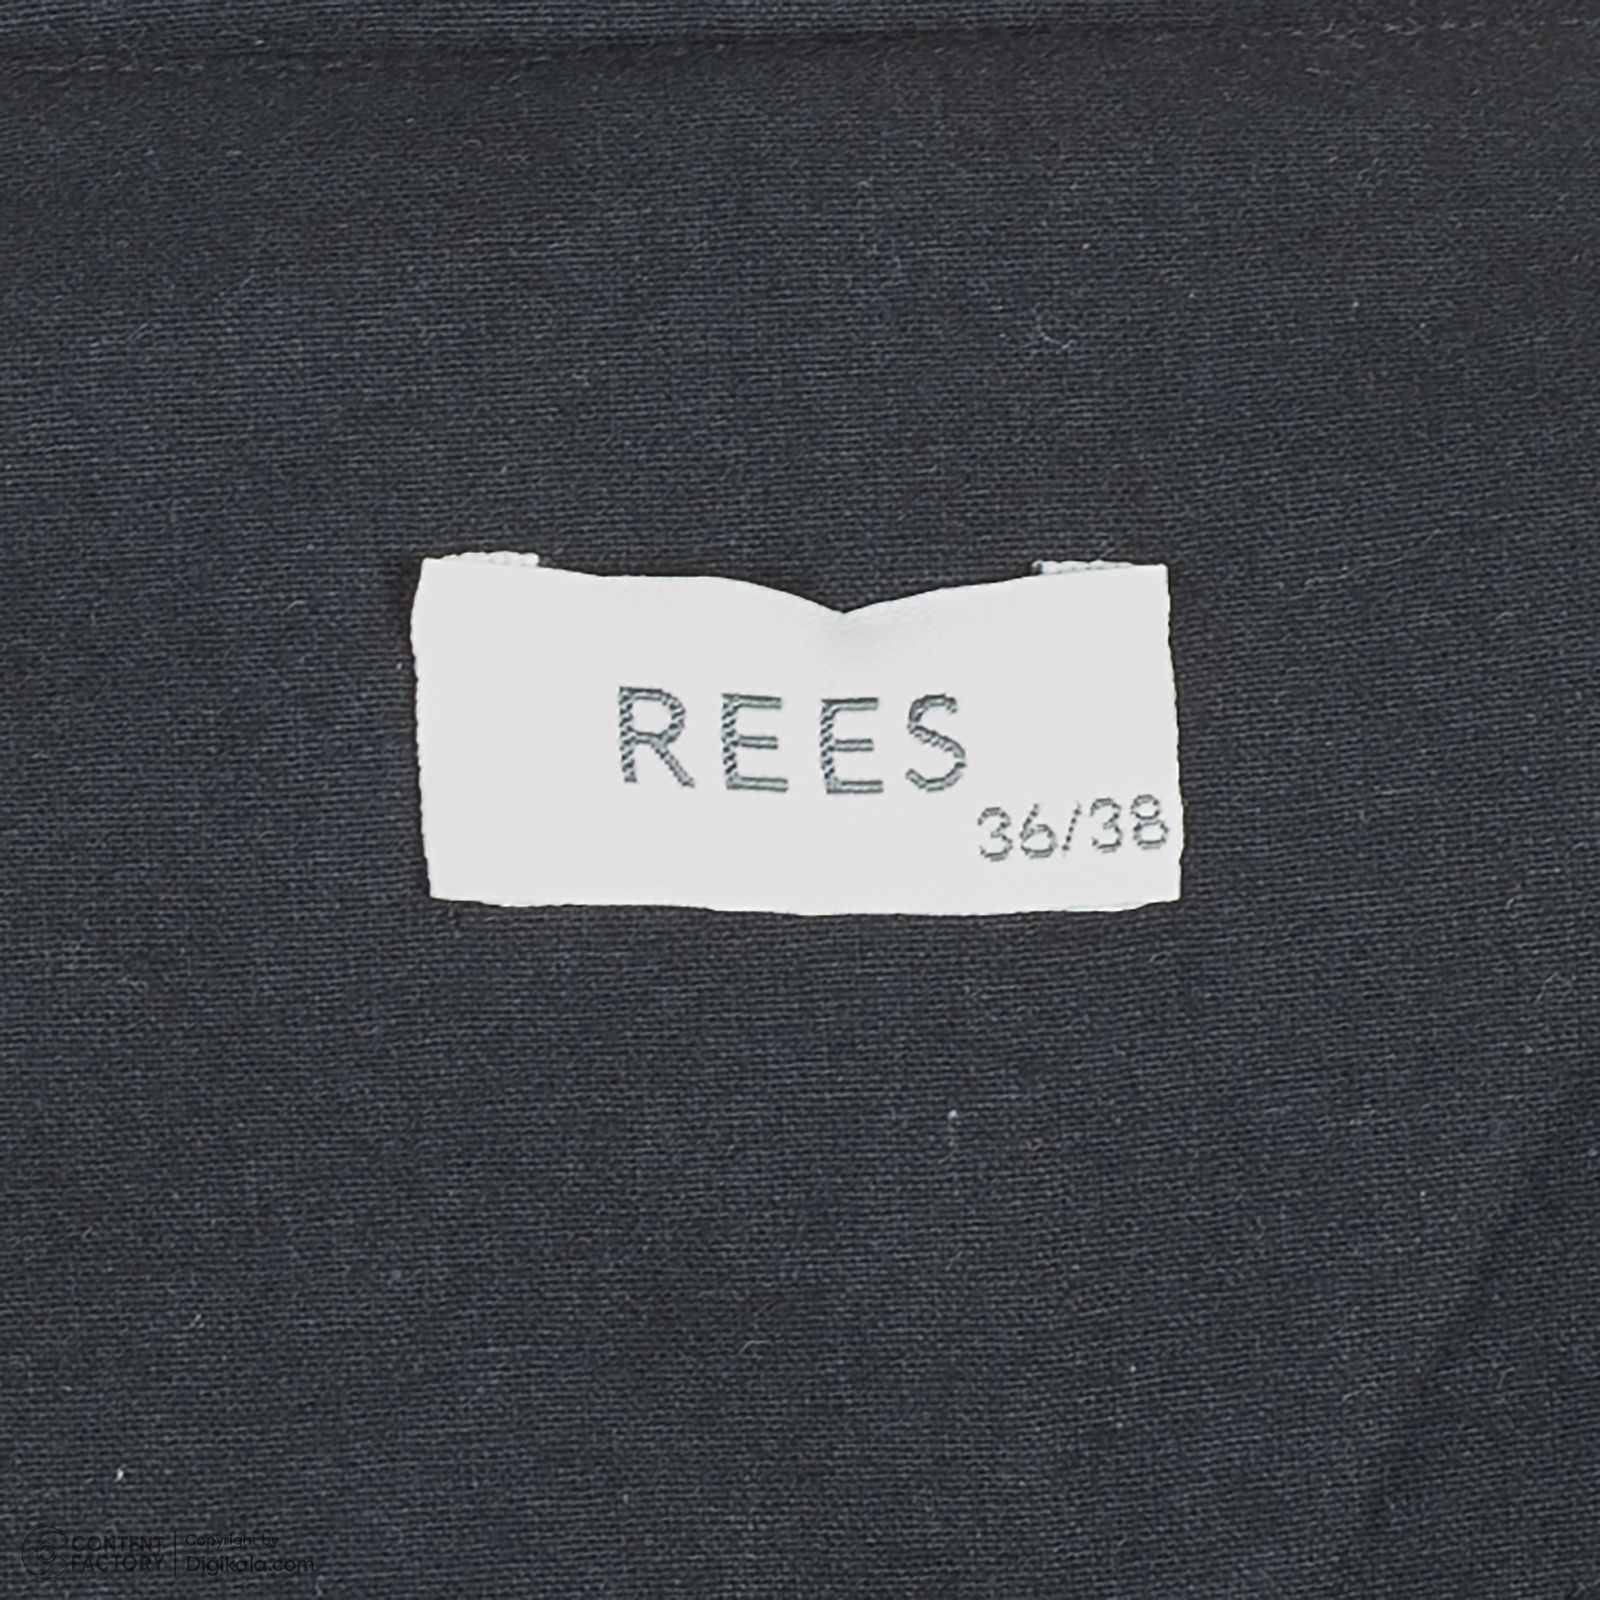 REES
36/38
CONTENT FACTORY
Copyright by
Digikala.com